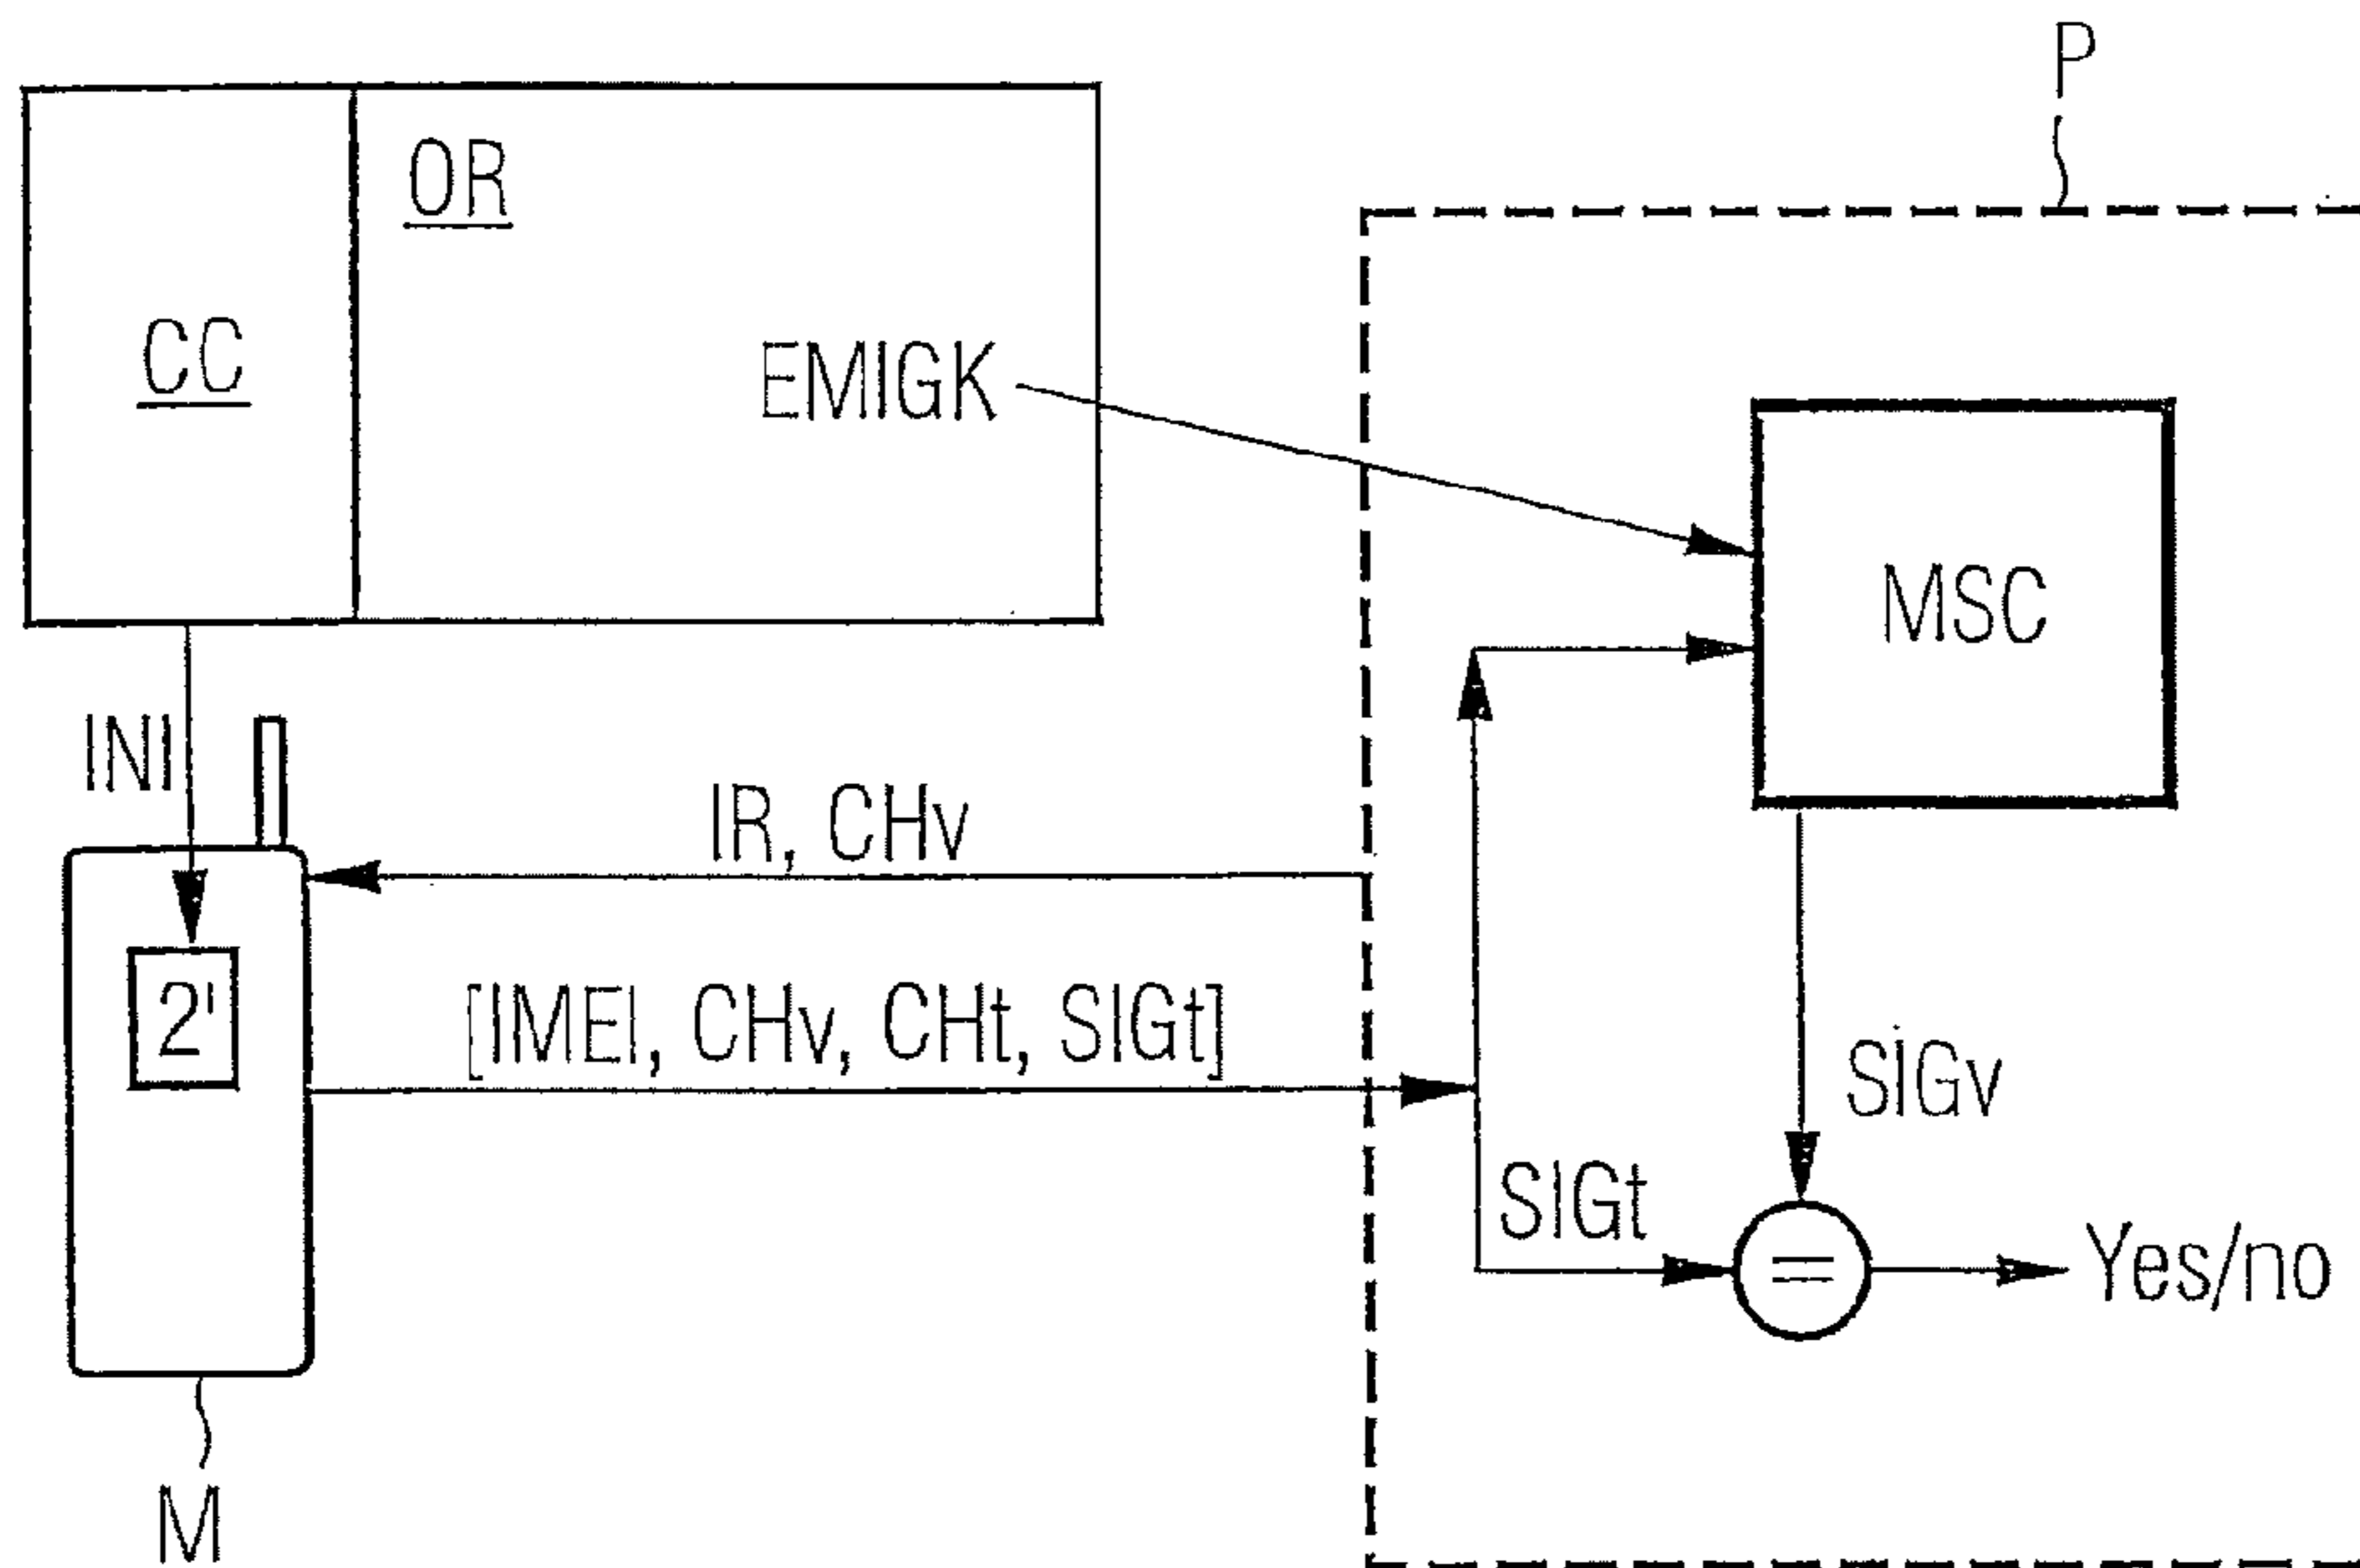 P
OR
CC
EMIGK
MSC
INI
IR, CHv
2'
[IMEI, CHv, CHt, SIGt]
SIGv
SIGt
=
Yes/no
M